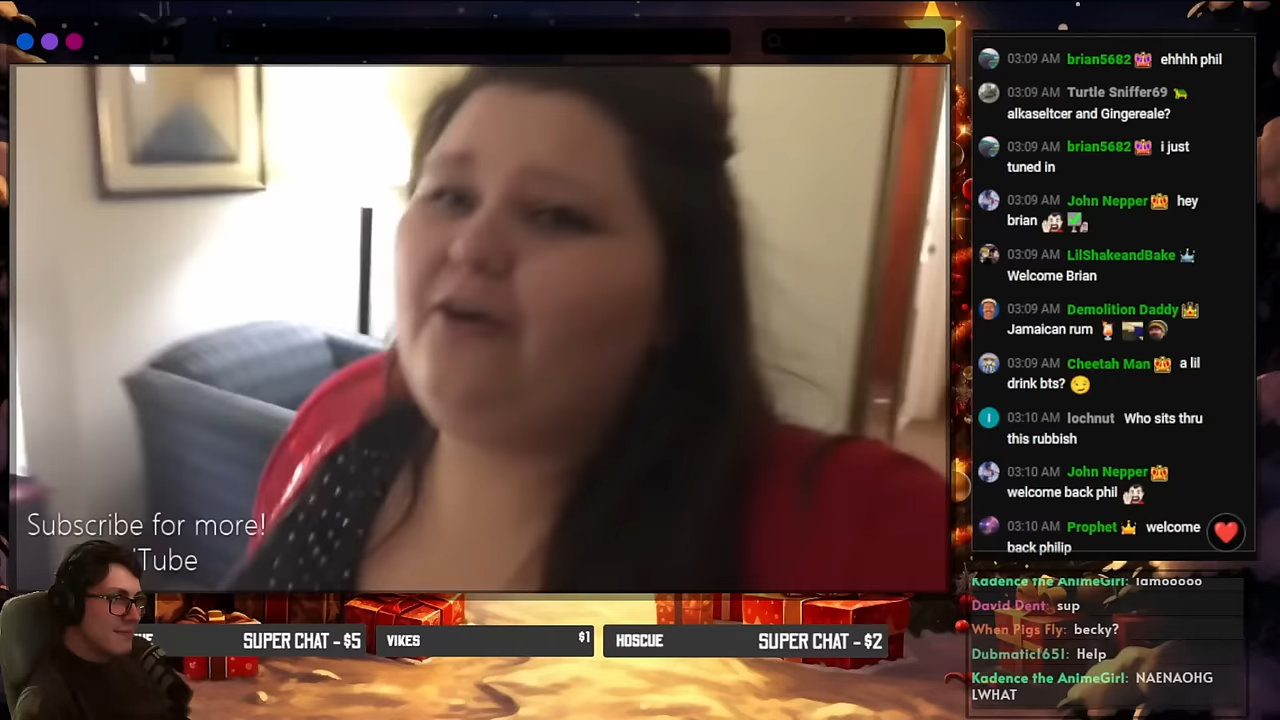 Subscribe for more!
Tube
SUPER CHAT - $5
VIKES
$1
HOSCUE
SUPER CHAT - $2
03:09 AM brian5682 ehhhh phil
03:09 AM Turtle Sniffer69
alkaseltcer and Gingereale?
03:09 AM brian5682 i just
tuned in
03:09 AM John Nepper hey
brian
03:09 AM LilShakeandBake
Welcome Brian
03:09 AM Demolition Daddy
Jamaican rum
03:09 AM Cheetah Man a lil
drink bts?
03:10 AM lochnut Who sits thru
this rubbish
03:10 AM John Nepper
welcome back phil
03:10 AM Prophet welcome
back philip
Kadence the AnimeGirl: lamooooo
David Dent: sup
When Pigs Fly: becky?
Dubmatic1651: Help
Kadence the AnimeGirl: NAENAOHG
LWHAT